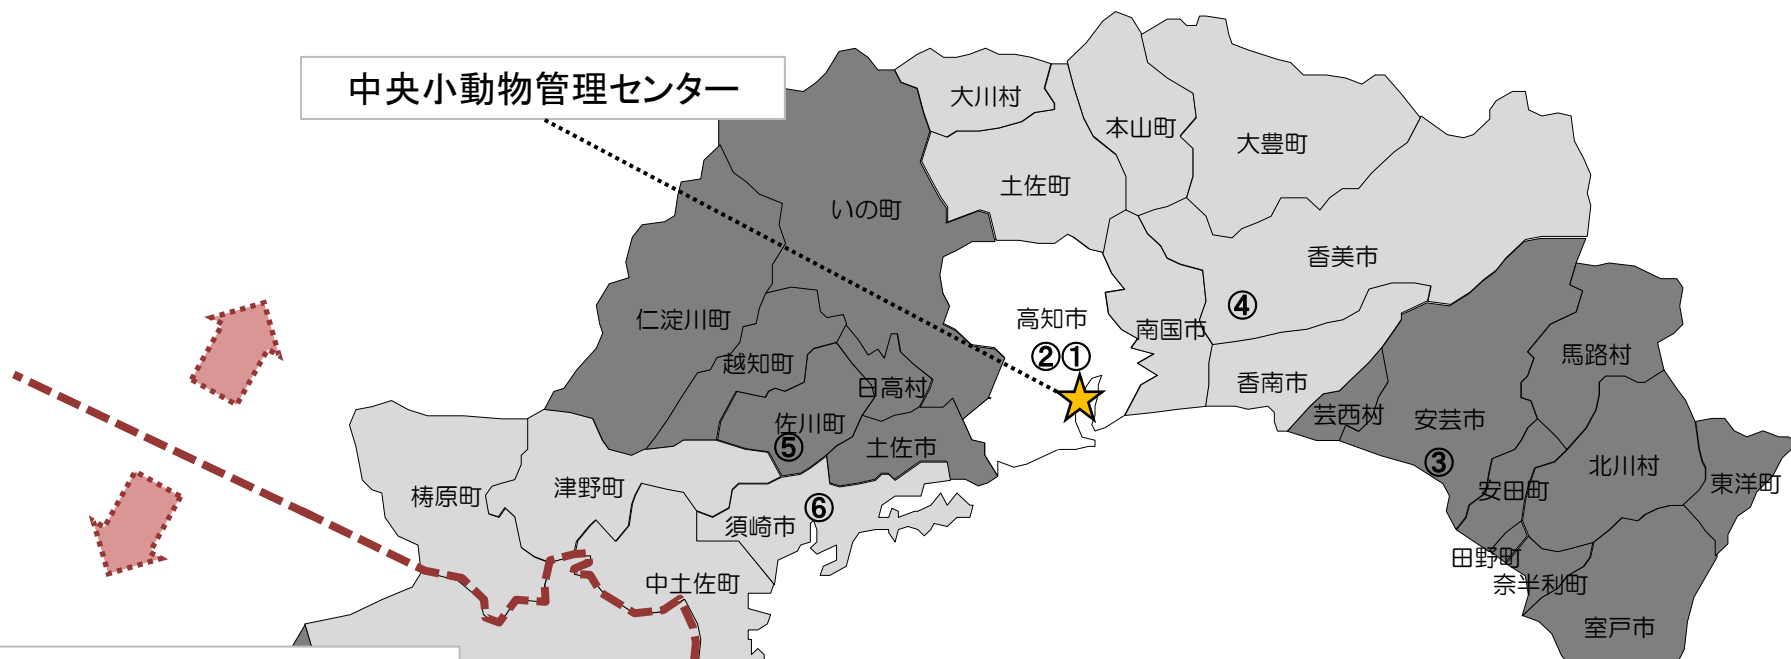 中央小動物管理センター
大川村
本山町
大豊町
土佐町
いの町
香美市
④
仁淀川町
高知市
②①
南国市
越知町
日高村
香南市
馬路村
佐川町
⑤
土佐市
芸西村
安芸市
③
北川村
東洋町
安田町
梼原町
津野町
須崎市
⑥
田野町
奈半利町
中土佐町
室戸市